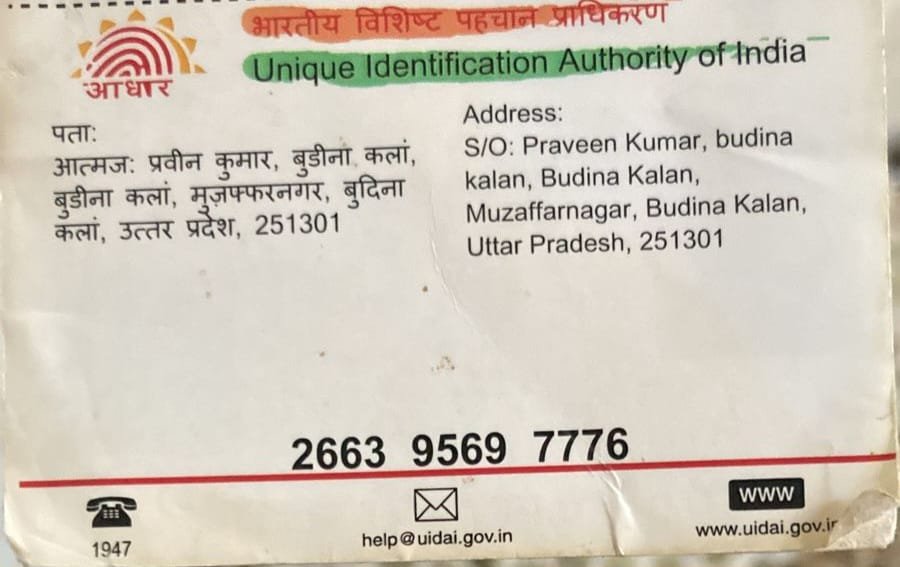 भारतीय विशिष्ट पहचान प्राधिकरण
Unique Identification Authority of India
आधार
पता:
आत्मज: प्रवीन कुमार, बुडीना कलां,
बुडीना कलां, मुज़फ्फरनगर, बुदिना
कलां, उत्तर प्रदेश, 251301
Address:
S/O: Praveen Kumar, budina
kalan, Budina Kalan,
Muzaffarnagar, Budina Kalan,
Uttar Pradesh, 251301
2663 9569 7776
1947
help@uidai.gov.in
www
www.uidai.gov.in